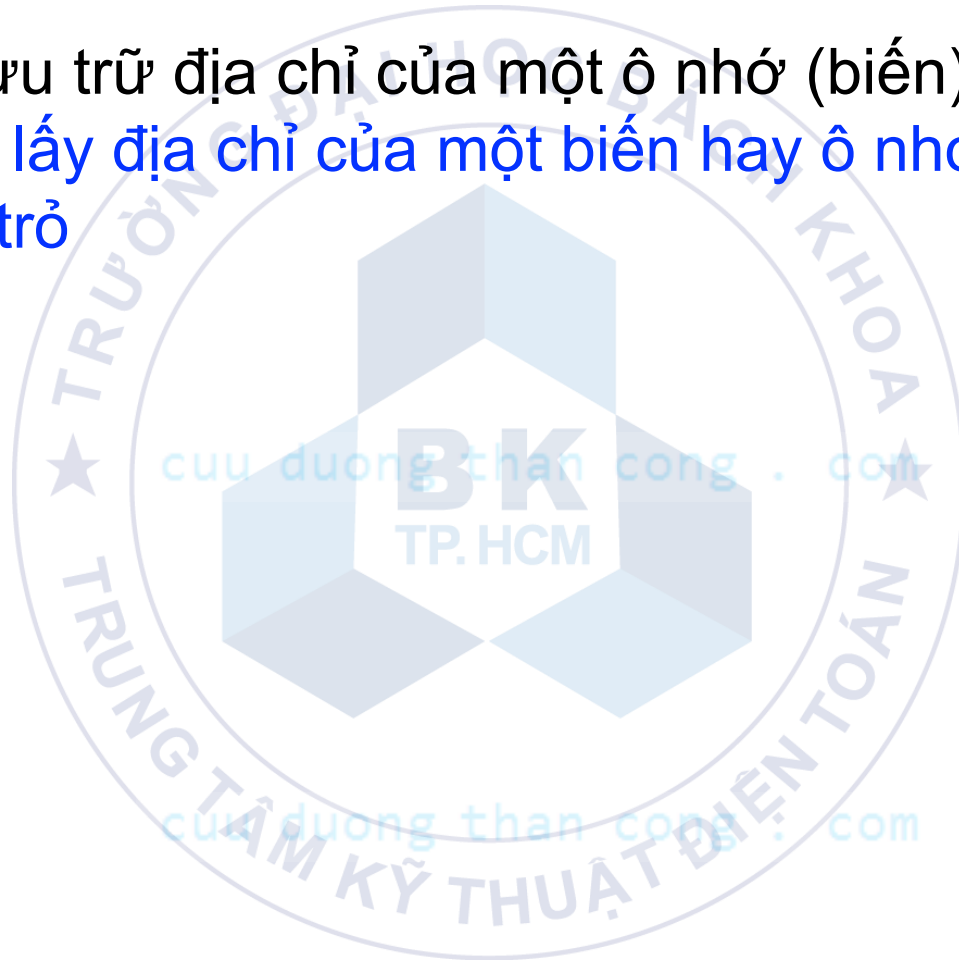 trữ địa chỉ của một ô nhớ (biến)
lấy địa chỉ của một biến hay ô nhớ
trỏ
TRƯỜNG ĐẠI HỌC BÁCH KHOA
cuu duong than cong . com
BK
TP.HCM
cuu duong than cong . com
TRUNG TÂM KỸ THUẬT ĐIỆN TOÁN